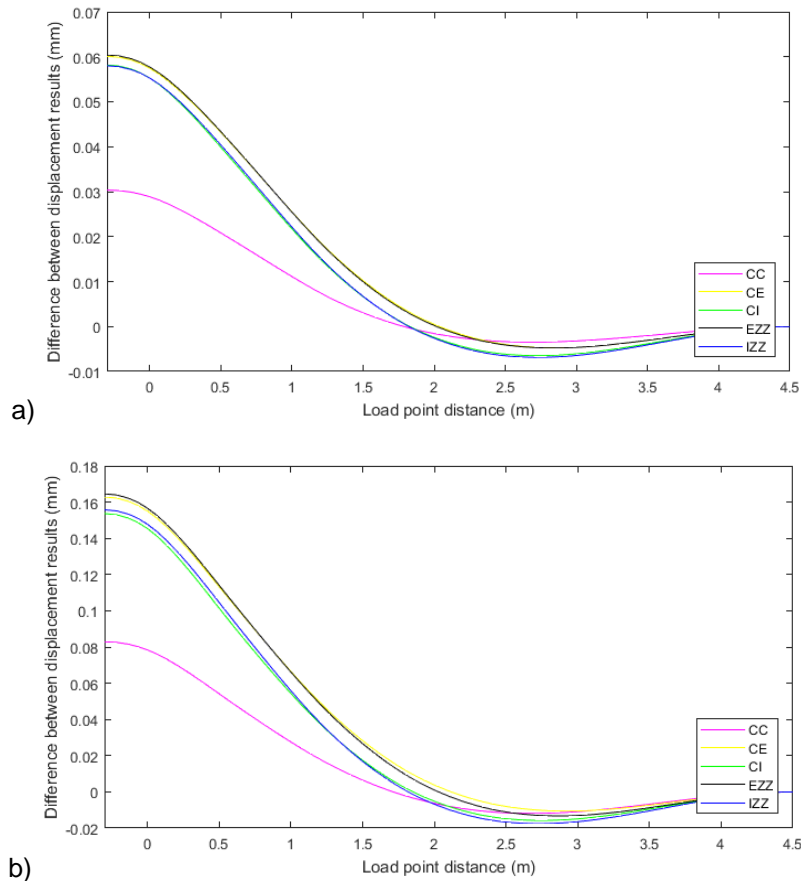 0.07
0.06
0.05
0.04
0.03
0.02
0.01
0
-0.01
Difference between displacement results (mm)
0
0.5
1
1.5
2
2.5
3
3.5
4
4.5
Load point distance (m)
CC
CE
CI
EZZ
IZZ
a)
0.18
0.16
0.14
0.12
0.1
0.08
0.06
0.04
0.02
0
-0.02
Difference between displacement results (mm)
0
0.5
1
1.5
2
2.5
3
3.5
4
4.5
Load point distance (m)
CC
CE
CI
EZZ
IZZ
b)